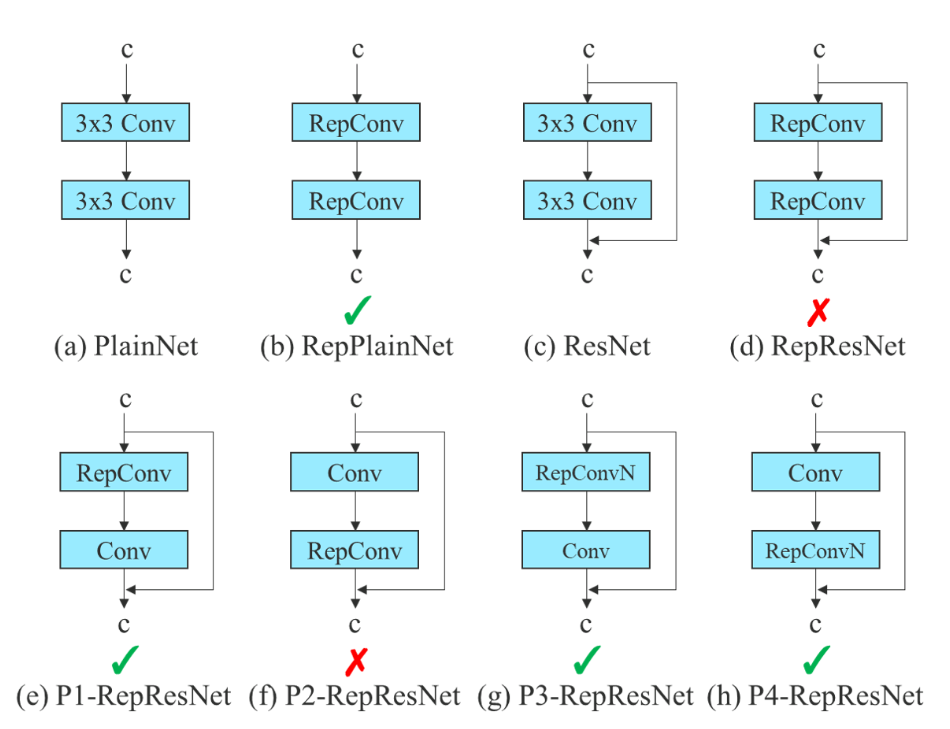 c c c c
3x3 Conv RepConv 3x3 Conv RepConv
3x3 Conv RepConv 3x3 Conv RepConv
c c c c
✓ ✗
(a) PlainNet (b) RepPlainNet (c) ResNet (d) RepResNet
c c c c
RepConv Conv RepConvN Conv
Conv RepConv Conv RepConvN
c c c c
✓ ✗ ✓ ✓
(e) P1-RepResNet (f) P2-RepResNet (g) P3-RepResNet (h) P4-RepResNet